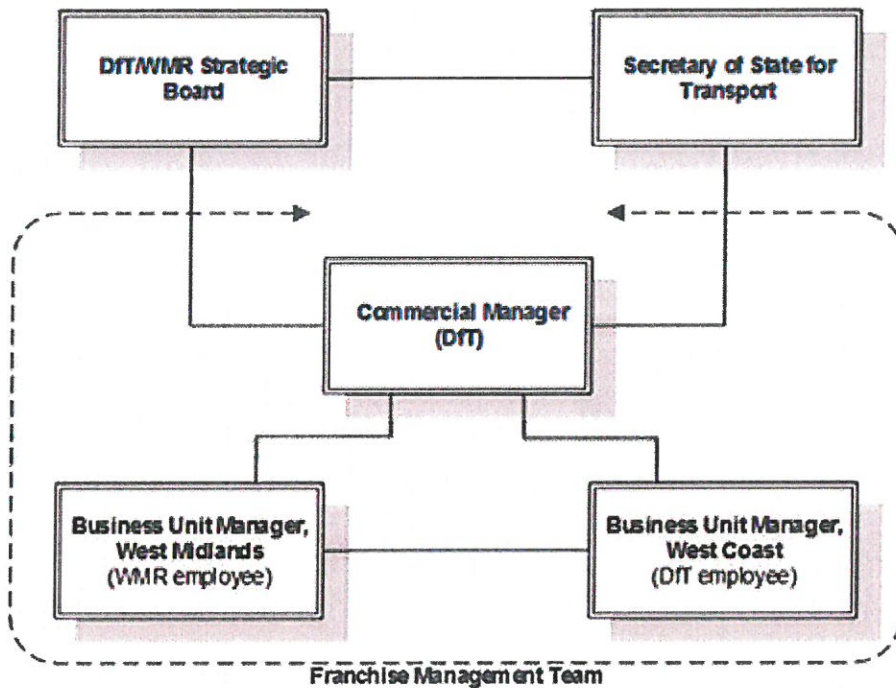 DfT/WMR Strategic
Board
Secretary of State for
Transport
Commercial Manager
(DfT)
Business Unit Manager,
West Midlands
(WMR employee)
Business Unit Manager,
West Coast
(DfT employee)
Franchise Management Team